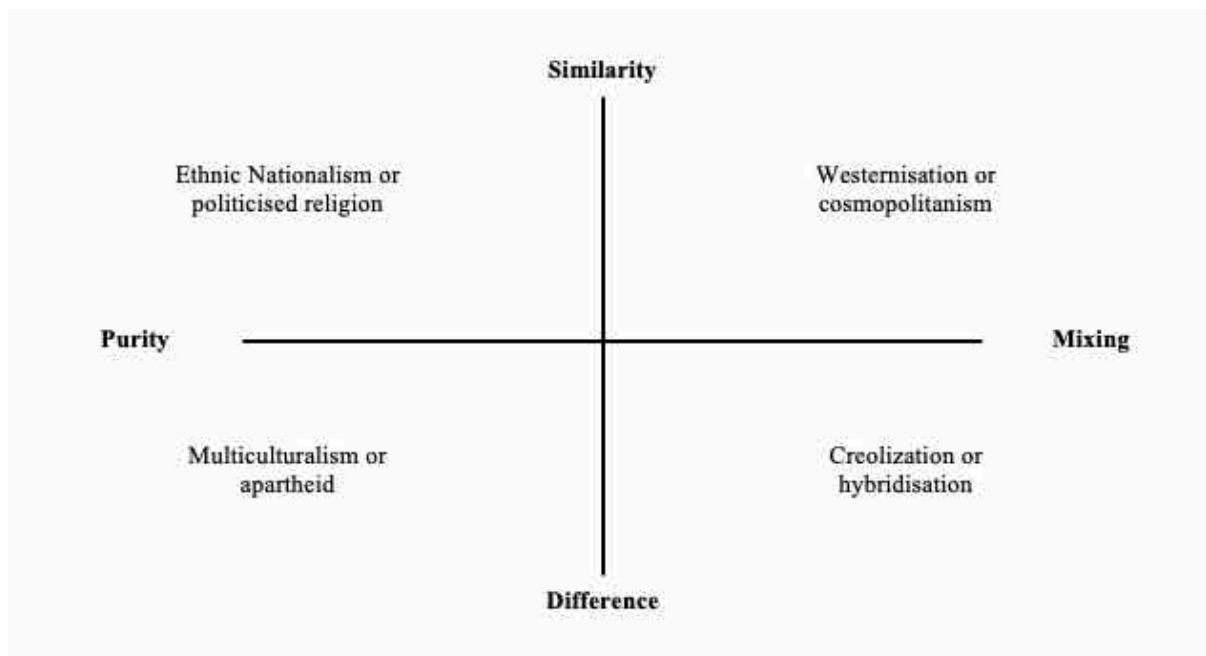 Similarity
Ethnic Nationalism or
politicised religion
Westernisation or
cosmopolitanism
Purity
Mixing
Multiculturalism or
apartheid
Creolization or
hybridisation
Difference